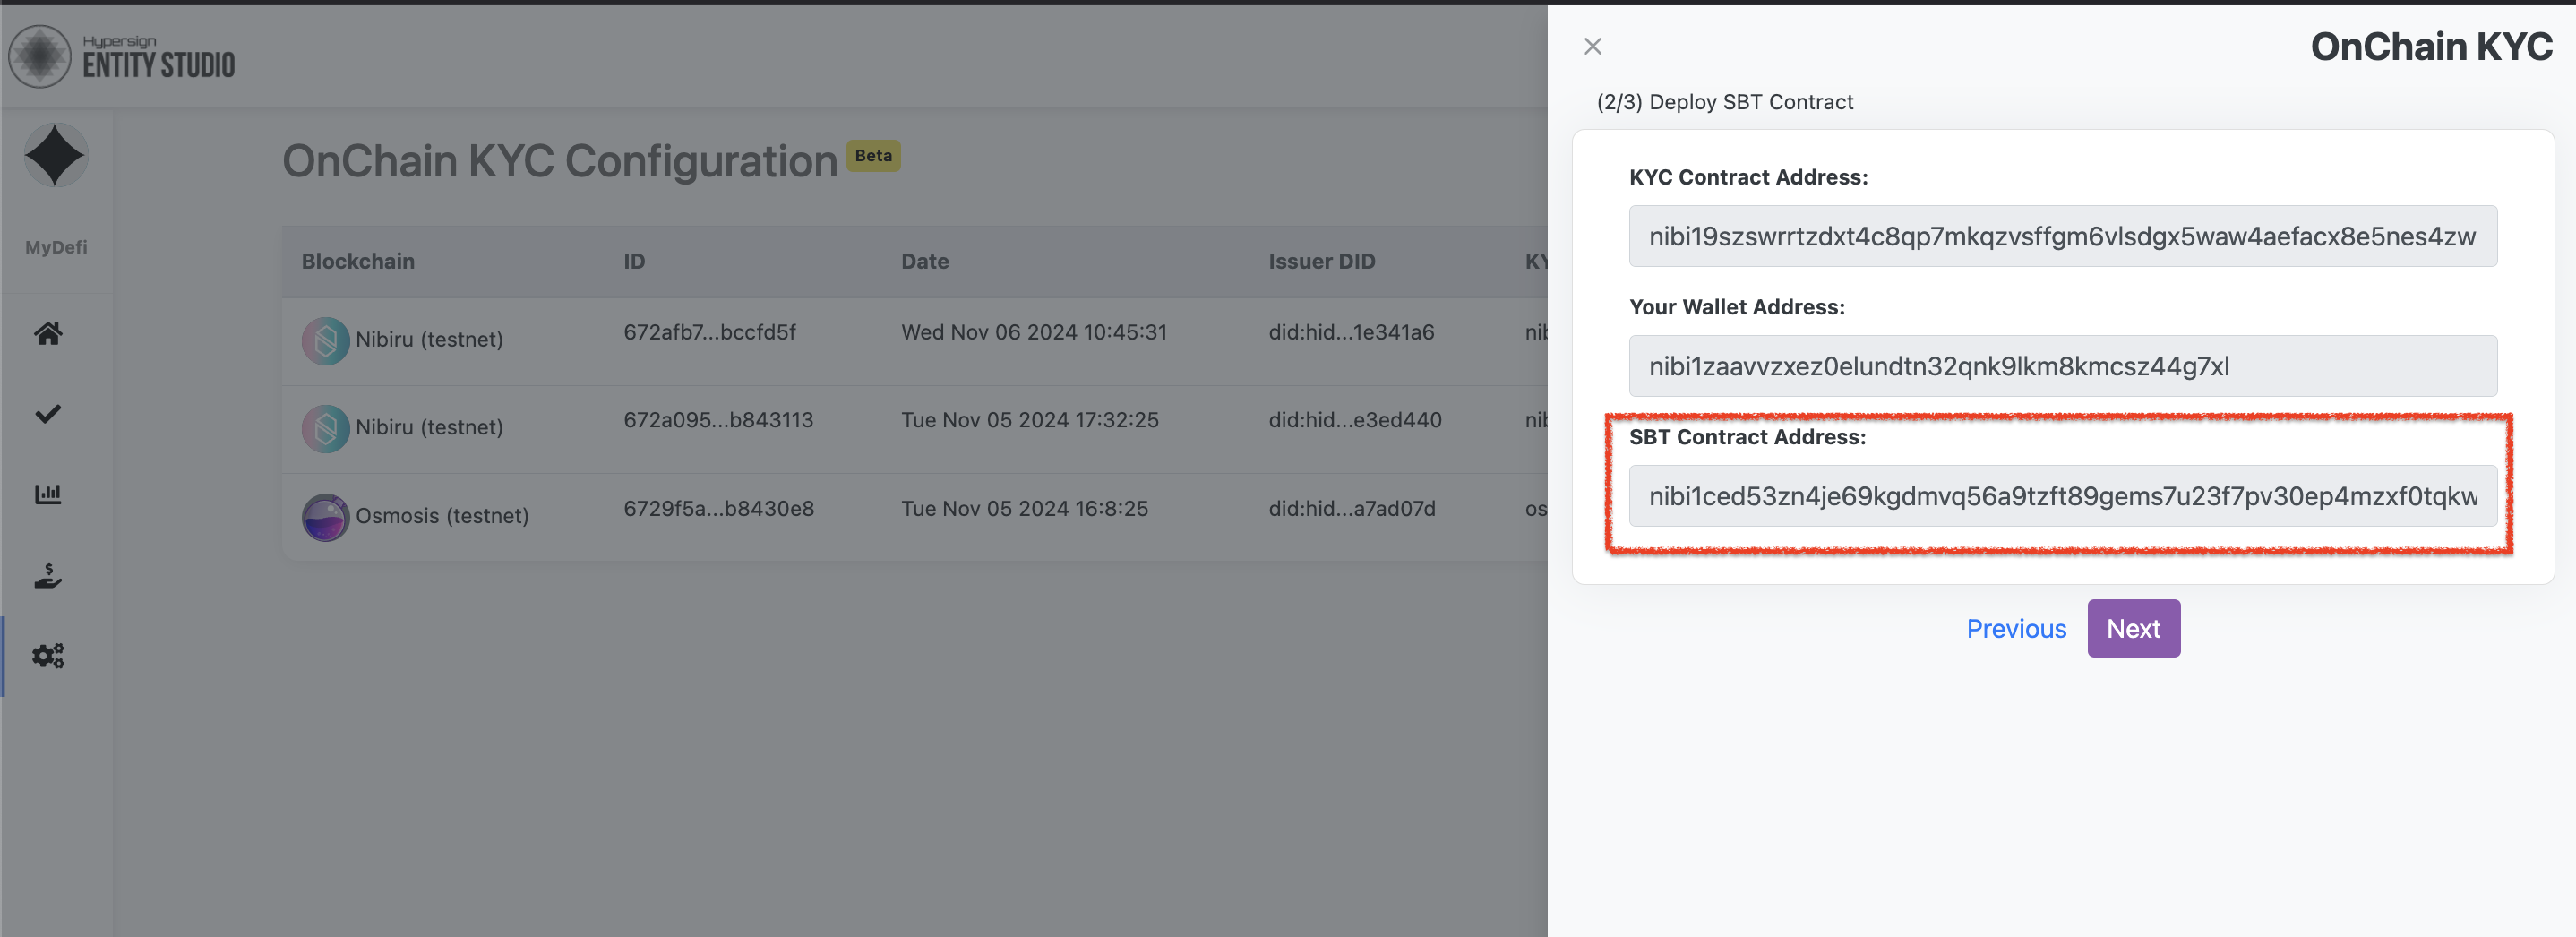 Hypersign
ENTITY STUDIO
MyDefi
OnChain KYC Configuration Beta
Blockchain ID Date Issuer DID KY
Nibiru (testnet) 672afb7...bccfd5f Wed Nov 06 2024 10:45:31 did:hid...1e341a6 nib
Nibiru (testnet) 672a095...b843113 Tue Nov 05 2024 17:32:25 did:hid...e3ed440 nib
Osmosis (testnet) 6729f5a...b8430e8 Tue Nov 05 2024 16:8:25 did:hid...a7ad07d os
OnChain KYC
(2/3) Deploy SBT Contract
KYC Contract Address:
nibi19szswrrtzdxt4c8qp7mkqzvsffgm6vlsdgx5waw4aefacx8e5nes4zw
Your Wallet Address:
nibi1zaavvzxez0elundtn32qnk9lkm8kmcsz44g7xl
SBT Contract Address:
nibi1ced53zn4je69kgdmvq56a9tzft89gems7u23f7pv30ep4mzxf0tqkw
Previous Next